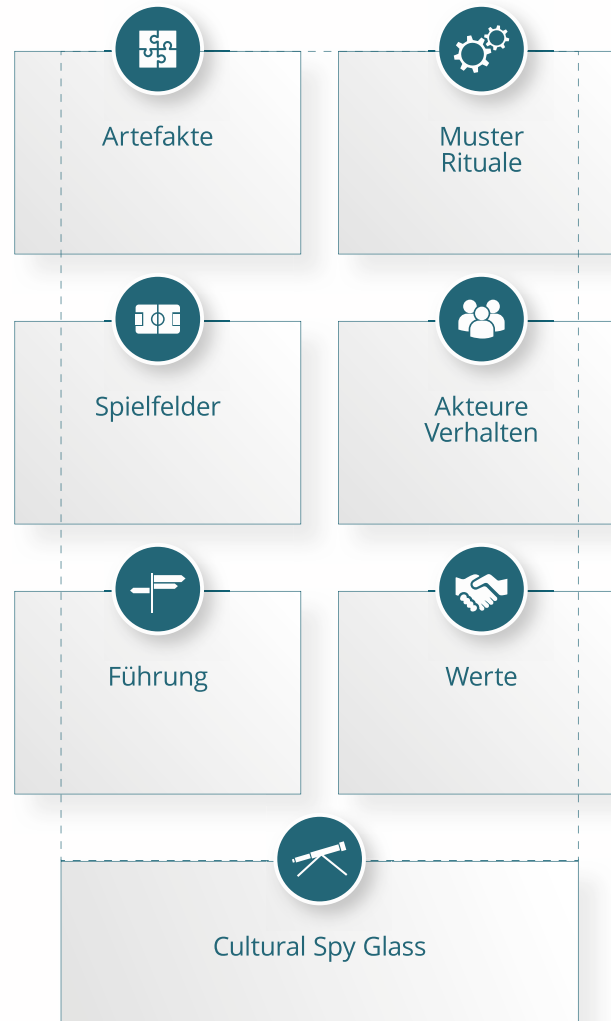 Artefakte
Muster
Rituale
Spielfelder
Akteure
Verhalten
Führung
Werte
Cultural Spy Glass